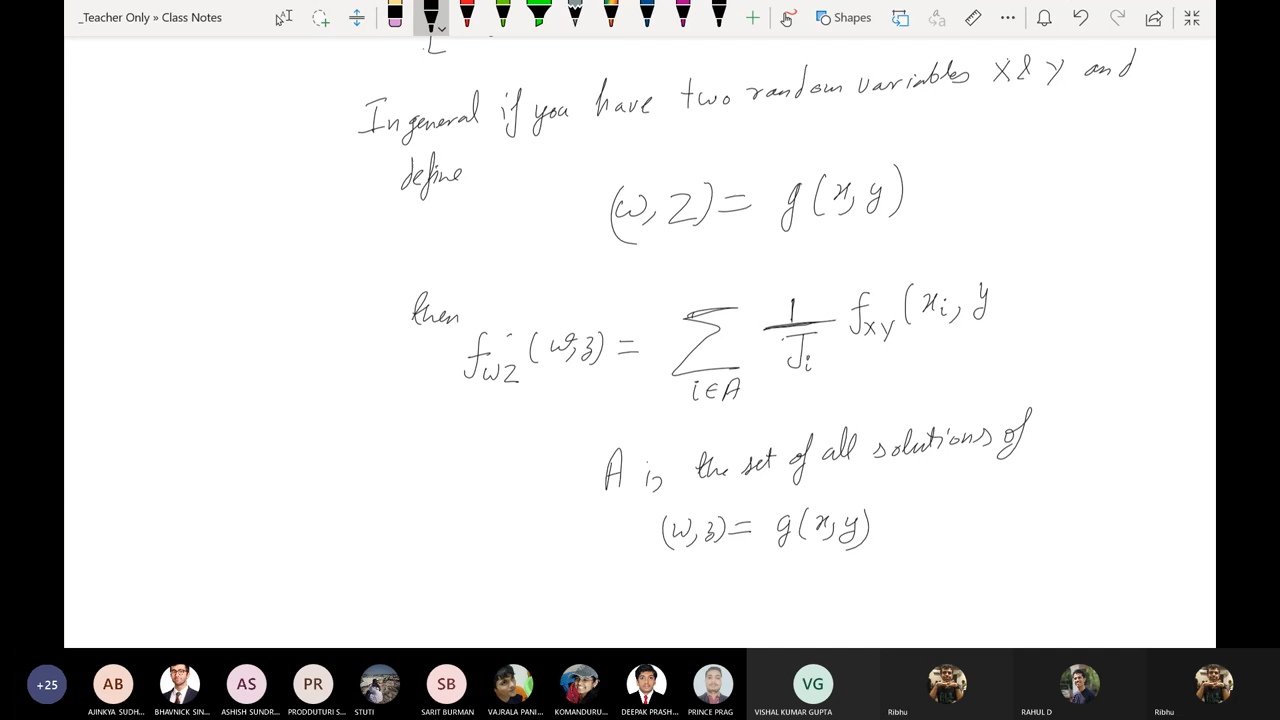 _Teacher Only » Class Notes
Shapes
In general if you have two random variables X & Y and
define
(W, Z) = g(x, y)
then
f_WZ (w, z) = Σ_{i∈A} 1/J_i f_XY (x_i, y
A is the set of all solutions of
(w, z) = g(x, y)
+25 AB AS PR SB VG
AJINKYA SUDH... BHAVNICK SIN... ASHISH SUNDR... PRODDUTURI S... STUTI SARIT BURMAN VAJRALA PANI... KOMANDURU... DEEPAK PRASH... PRINCE PRAG VISHAL KUMAR GUPTA Ribhu RAHUL D Ribhu